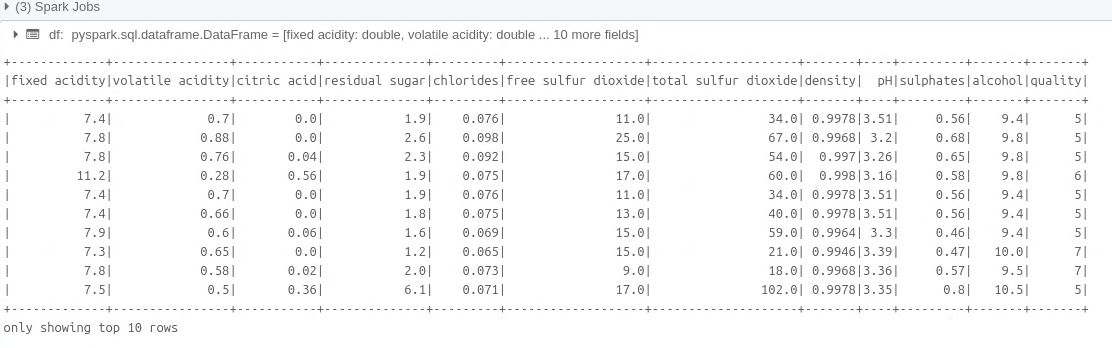 (3) Spark Jobs
df: pyspark.sql.dataframe.DataFrame = [fixed acidity: double, volatile acidity: double ... 10 more fields]
+-------------+----------------+-----------+--------------+---------+-------------------+--------------------+-------+----+---------+-------+-------+
|fixed acidity|volatile acidity|citric acid|residual sugar|chlorides|free sulfur dioxide|total sulfur dioxide|density|  pH|sulphates|alcohol|quality|
+-------------+----------------+-----------+--------------+---------+-------------------+--------------------+-------+----+---------+-------+-------+
|          7.4|             0.7|        0.0|           1.9|    0.076|               11.0|                34.0| 0.9978|3.51|     0.56|    9.4|      5|
|          7.8|            0.88|        0.0|           2.6|    0.098|               25.0|                67.0| 0.9968| 3.2|     0.68|    9.8|      5|
|          7.8|            0.76|       0.04|           2.3|    0.092|               15.0|                54.0|  0.997|3.26|     0.65|    9.8|      5|
|         11.2|            0.28|       0.56|           1.9|    0.075|               17.0|                60.0|  0.998|3.16|     0.58|    9.8|      6|
|          7.4|             0.7|        0.0|           1.9|    0.076|               11.0|                34.0| 0.9978|3.51|     0.56|    9.4|      5|
|          7.4|            0.66|        0.0|           1.8|    0.075|               13.0|                40.0| 0.9978|3.51|     0.56|    9.4|      5|
|          7.9|             0.6|       0.06|           1.6|    0.069|               15.0|                59.0| 0.9964| 3.3|     0.46|    9.4|      5|
|          7.3|            0.65|        0.0|           1.2|    0.065|               15.0|                21.0| 0.9946|3.39|     0.47|   10.0|      7|
|          7.8|            0.58|       0.02|           2.0|    0.073|                9.0|                18.0| 0.9968|3.36|     0.57|    9.5|      7|
|          7.5|             0.5|       0.36|           6.1|    0.071|               17.0|               102.0| 0.9978|3.35|      0.8|   10.5|      5|
+-------------+----------------+-----------+--------------+---------+-------------------+--------------------+-------+----+---------+-------+-------+
only showing top 10 rows